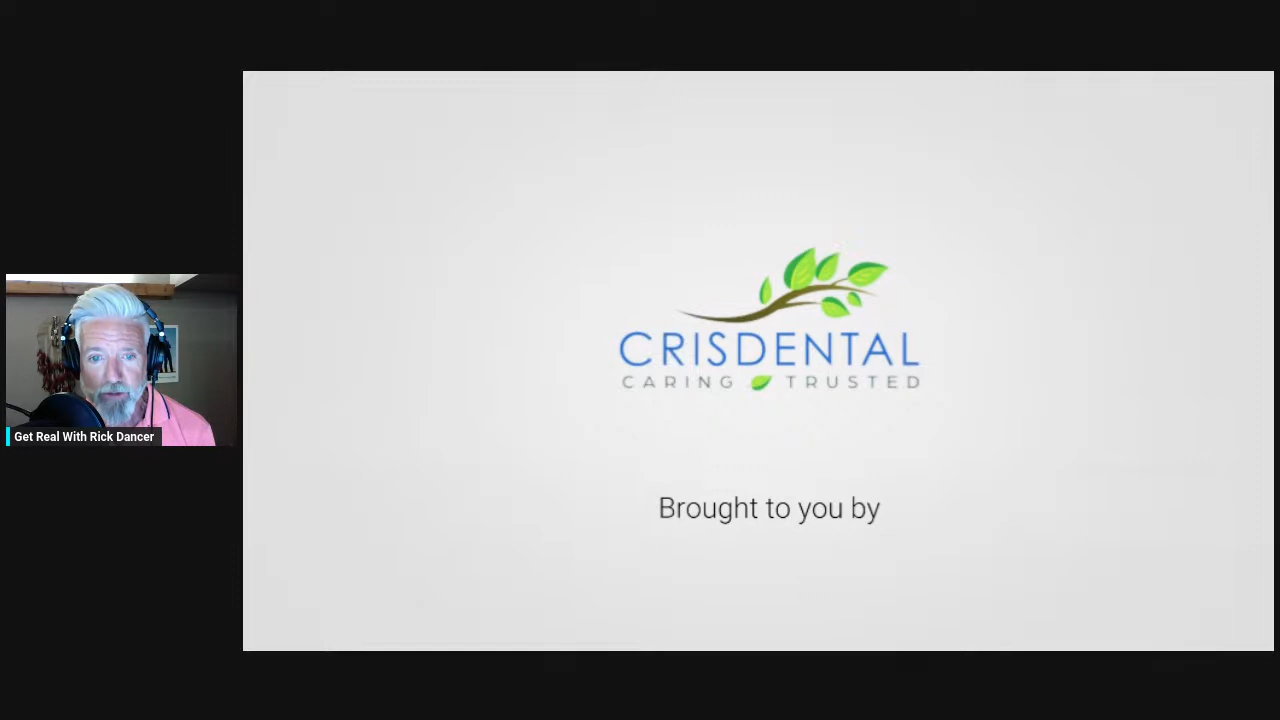 CRISDENTAL
CARING TRUSTED
Get Real With Rick Dancer
Brought to you by